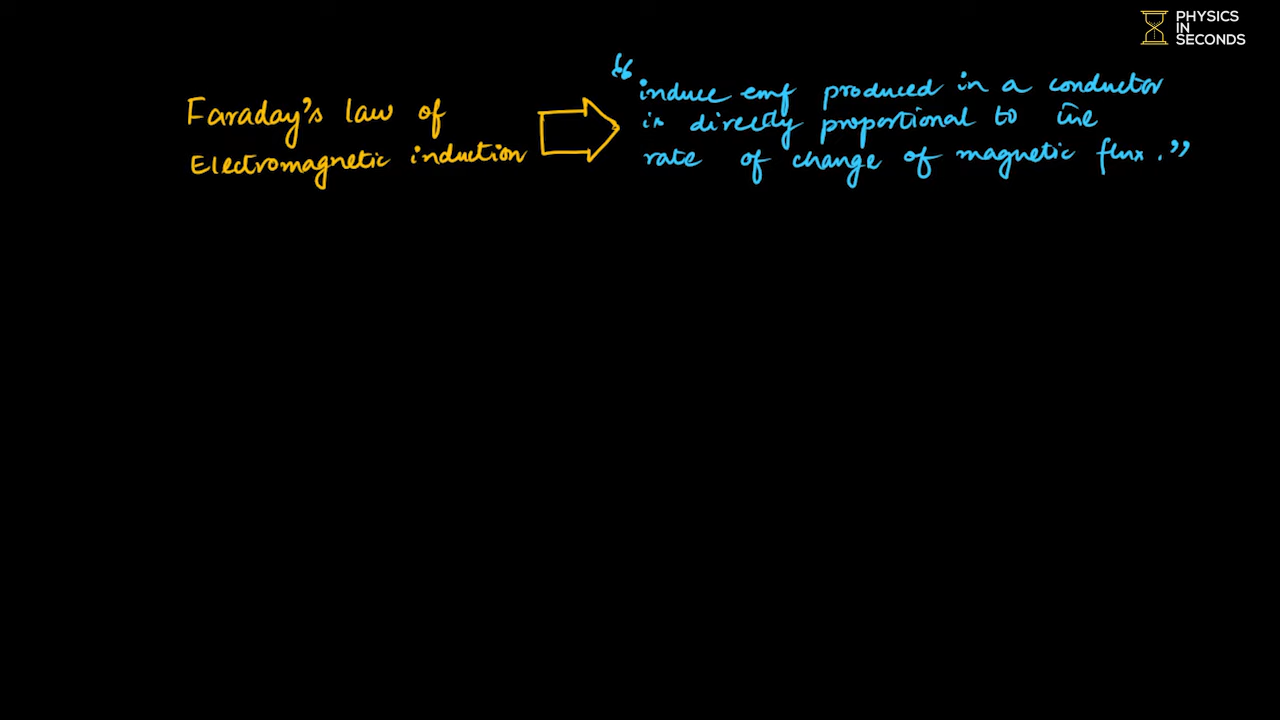 PHYSICS
IN
SECONDS
Faraday's law of
Electromagnetic induction
"induce emf produced in a conductor
is directly proportional to the
rate of change of magnetic flux."